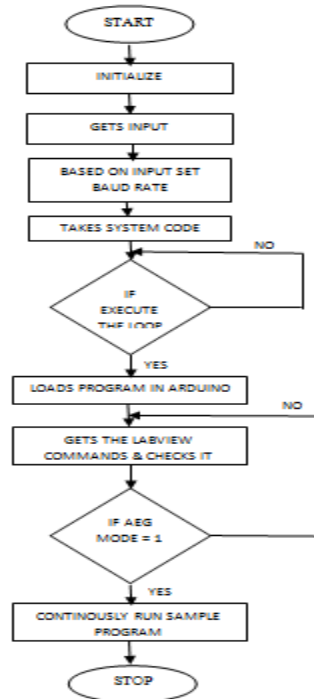 START
INITIALIZE
GETS INPUT
BASED ON INPUT SET
BAUD RATE
TAKES SYSTEM CODE
NO
IF
EXECUTE
THE LOOP
YES
LOADS PROGRAM IN ARDUINO
NO
GETS THE LABVIEW
COMMANDS & CHECKS IT
IF AEG
MODE = 1
YES
CONTINOUSLY RUN SAMPLE
PROGRAM
STOP